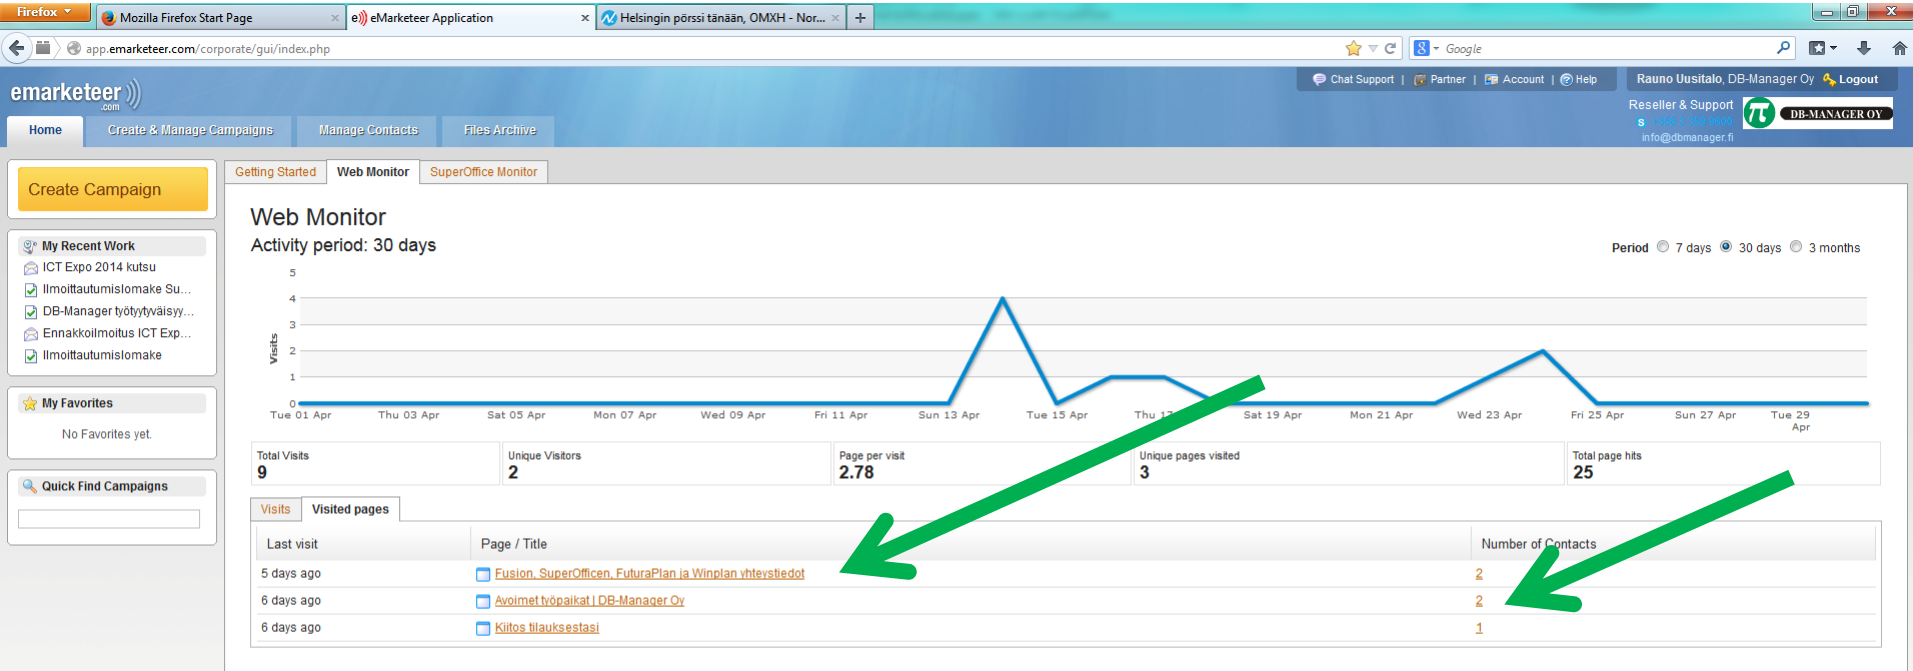 Firefox
Mozilla Firefox Start Page
e)) eMarketeer Application
Helsingin pörssi tänään, OMXH - Nor...
app.emarketeer.com/corporate/gui/index.php
Google
emarketeer
.com
Chat Support | Partner | Account | Help
Rauno Uusitalo, DB-Manager Oy Logout
Reseller & Support
info@dbmanager.fi
DB-MANAGER OY
Home
Create & Manage Campaigns
Manage Contacts
Files Archive
Create Campaign
My Recent Work
ICT Expo 2014 kutsu
Ilmoittautumislomake Su...
DB-Manager työtyytyväisyy...
Ennakkoilmoitus ICT Exp...
Ilmoittautumislomake
My Favorites
No Favorites yet.
Quick Find Campaigns
Getting Started
Web Monitor
SuperOffice Monitor
Web Monitor
Activity period: 30 days
Period 7 days 30 days 3 months
5
4
3
2
1
0
Visits
Tue 01 Apr
Thu 03 Apr
Sat 05 Apr
Mon 07 Apr
Wed 09 Apr
Fri 11 Apr
Sun 13 Apr
Tue 15 Apr
Thu 17
Sat 19 Apr
Mon 21 Apr
Wed 23 Apr
Fri 25 Apr
Sun 27 Apr
Tue 29
Apr
Total Visits
9
Unique Visitors
2
Page per visit
2.78
Unique pages visited
3
Total page hits
25
Visits
Visited pages
Last visit
Page / Title
Number of Contacts
5 days ago
Fusion, SuperOfficen, FuturaPlan ja Winplan yhteystiedot
2
6 days ago
Avoimet työpaikat | DB-Manager Oy
2
6 days ago
Kiitos tilauksestasi
1